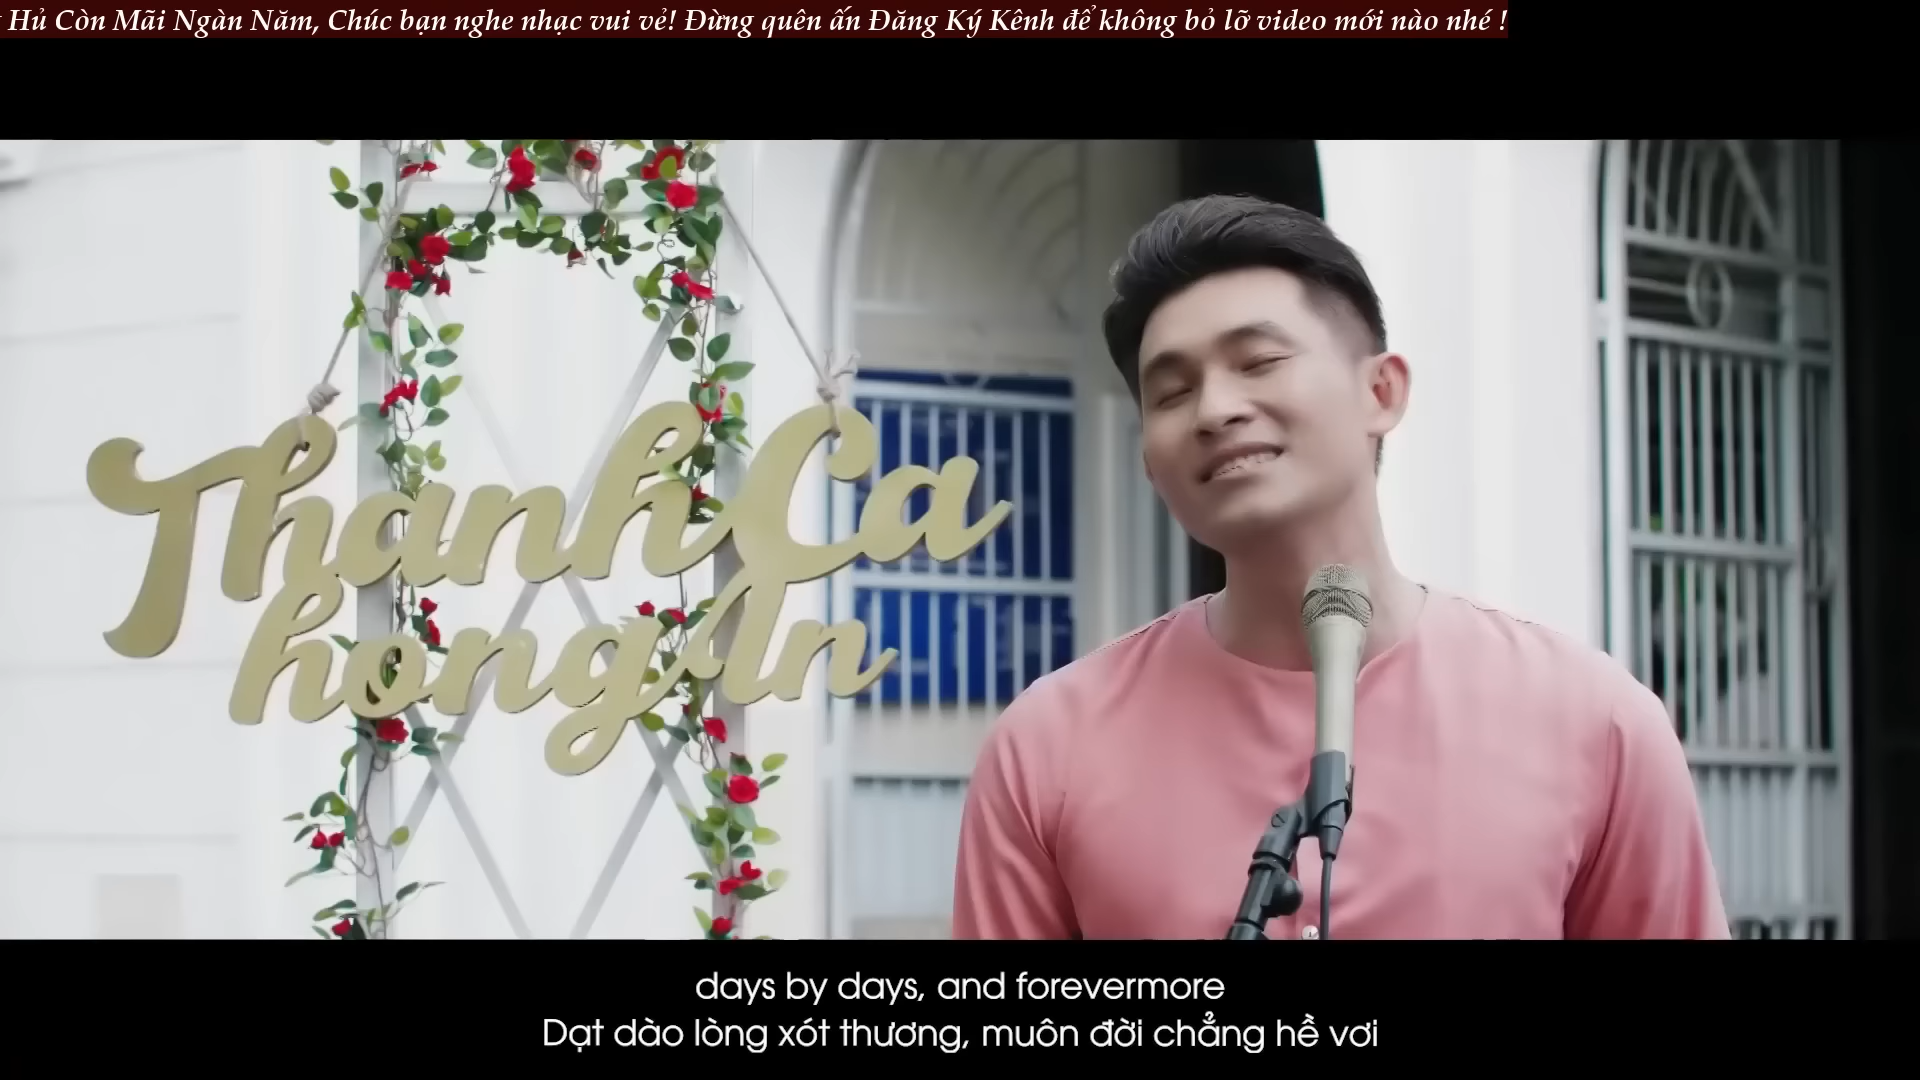 Hủ Còn Mãi Ngàn Năm, Chúc bạn nghe nhạc vui vẻ! Đừng quên ấn Đăng Ký Kênh để không bỏ lỡ video mới nào nhé !
Thanh Ca
hong Ân
days by days, and forevermore
Dạt dào lòng xót thương, muôn đời chẳng hề vơi